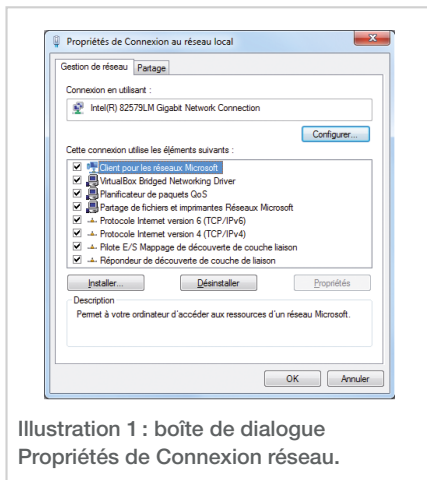 Propriétés de Connexion au réseau local
Gestion de réseau Partage
Connexion en utilisant :
Intel(R) 82579LM Gigabit Network Connection
Configurer...
Cette connexion utilise les éléments suivants :
Client pour les réseaux Microsoft
VirtualBox Bridged Networking Driver
Planificateur de paquets QoS
Partage de fichiers et imprimantes Réseaux Microsoft
Protocole Internet version 6 (TCP/IPv6)
Protocole Internet version 4 (TCP/IPv4)
Pilote E/S Mappage de découverte de couche liaison
Répondeur de découverte de couche de liaison
Installer... Désinstaller Propriétés
Description
Permet à votre ordinateur d'accéder aux ressources d'un réseau Microsoft.
OK Annuler
Illustration 1 : boîte de dialogue
Propriétés de Connexion réseau.